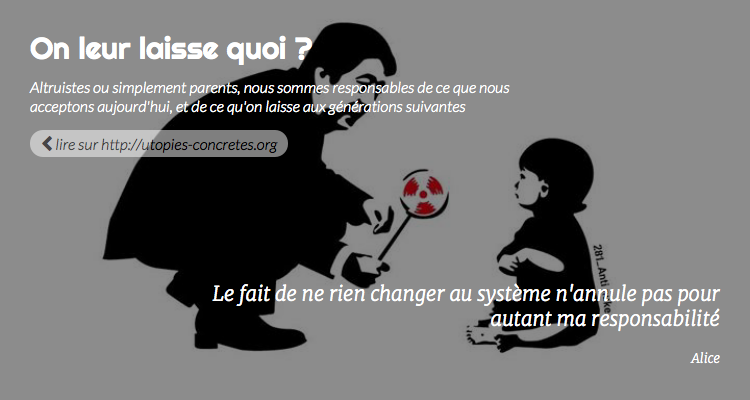 On leur laisse quoi ?
Altruistes ou simplement parents, nous sommes responsables de ce que nous
acceptons aujourd'hui, et de ce qu'on laisse aux générations suivantes
lire sur http://utopies-concretes.org
281_Anti
Le fait de ne rien changer au système n'annule pas pour
autant ma responsabilité
Alice